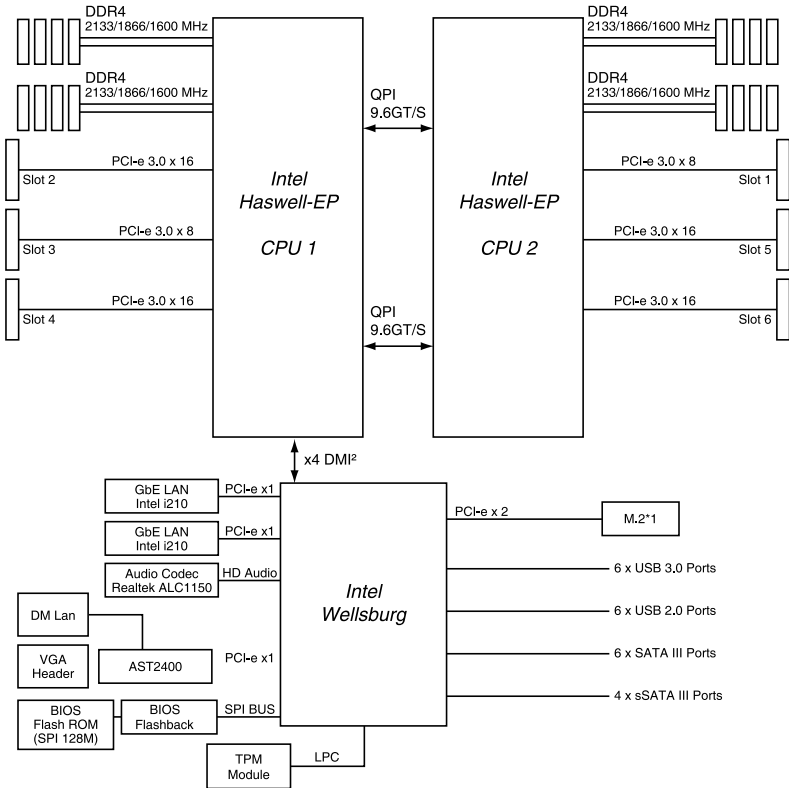 DDR4
2133/1866/1600 MHz
DDR4
2133/1866/1600 MHz
PCI-e 3.0 x 16
Slot 2
PCI-e 3.0 x 8
Slot 3
PCI-e 3.0 x 16
Slot 4
Intel
Haswell-EP
CPU 1
QPI
9.6GT/S
QPI
9.6GT/S
Intel
Haswell-EP
CPU 2
DDR4
2133/1866/1600 MHz
DDR4
2133/1866/1600 MHz
PCI-e 3.0 x 8
Slot 1
PCI-e 3.0 x 16
Slot 5
PCI-e 3.0 x 16
Slot 6
x4 DMI²
GbE LAN
Intel i210
PCI-e x1
GbE LAN
Intel i210
PCI-e x1
Audio Codec
Realtek ALC1150
HD Audio
DM Lan
VGA
Header
AST2400
PCI-e x1
BIOS
Flash ROM
(SPI 128M)
BIOS
Flashback
SPI BUS
TPM
Module
LPC
Intel
Wellsburg
PCI-e x 2
M.2*1
6 x USB 3.0 Ports
6 x USB 2.0 Ports
6 x SATA III Ports
4 x sSATA III Ports